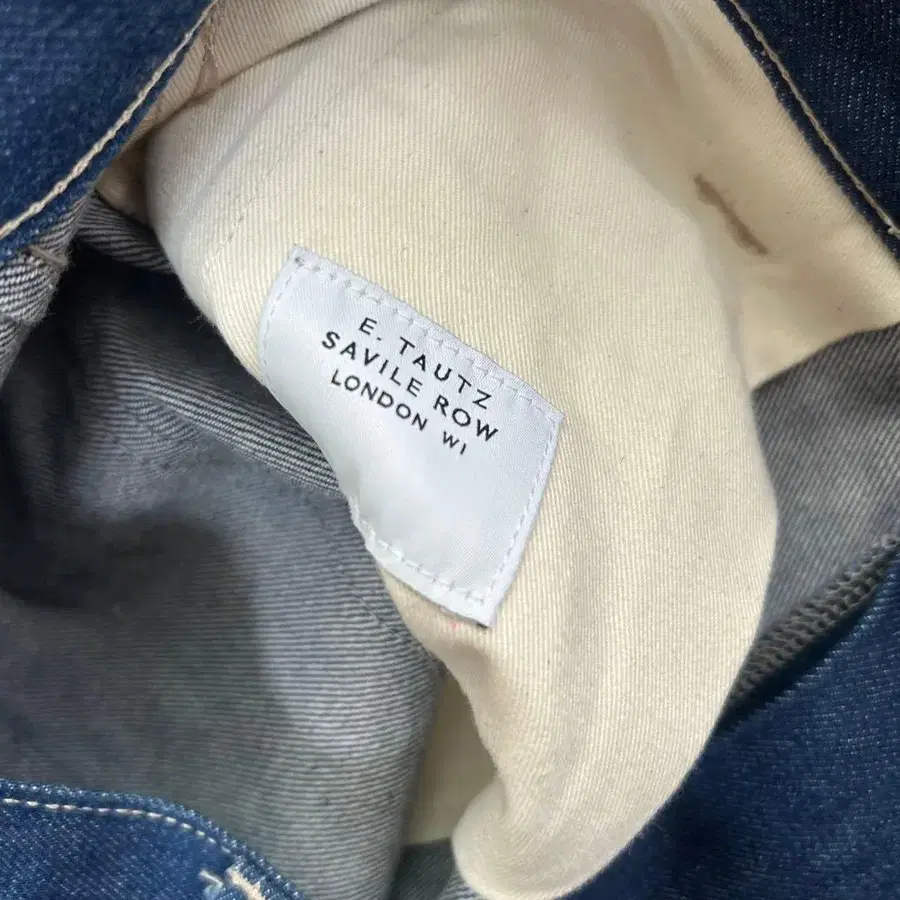 E. TAUTZ
SAVILE ROW
LONDON W1